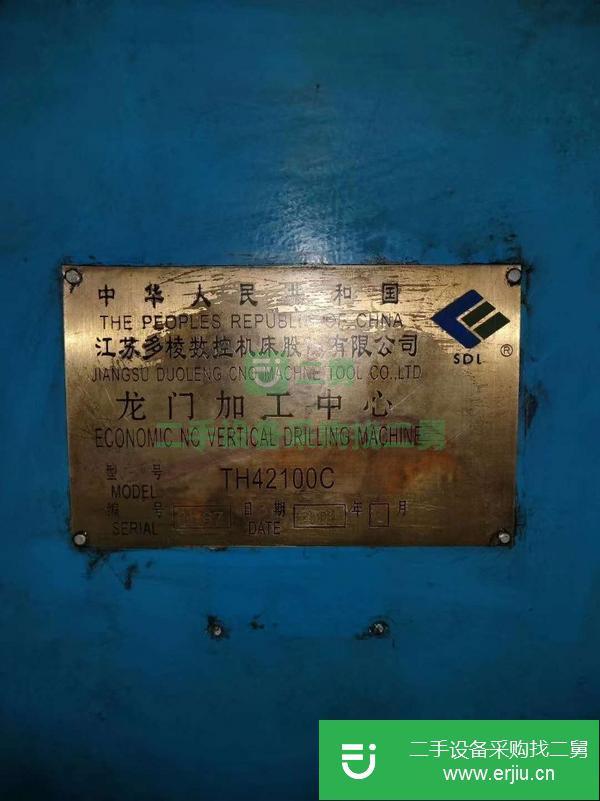 中华人民共和国
THE PEOPLES REPUBLIC OF CHNA
江苏多棱数控机床股份有限公司
JIANGSU DUOLENG CNC MACHNE TOOL CO.,LTD
SDL ®
龙门加工中心
ECONOMIC NC VERTICAL DRILLING MACHINE
型号 TH42100C
MODEL
编号 日期 年 月
SERIAL DATE
二手设备采购找二舅
www.erjiu.cn